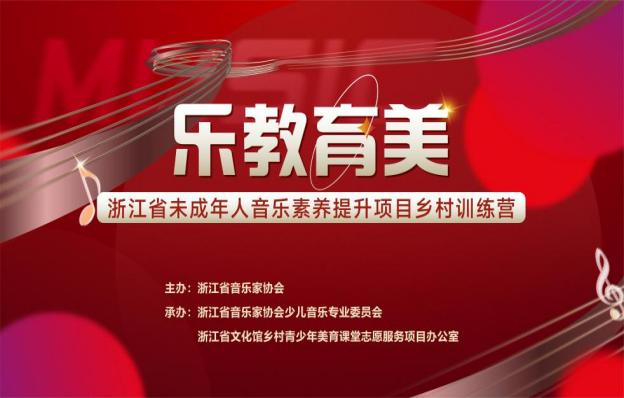 MUSIC
乐教育美
浙江省未成年人音乐素养提升项目乡村训练营
主办：浙江省音乐家协会
承办：浙江省音乐家协会少儿音乐专业委员会
浙江省文化馆乡村青少年美育课堂志愿服务项目办公室